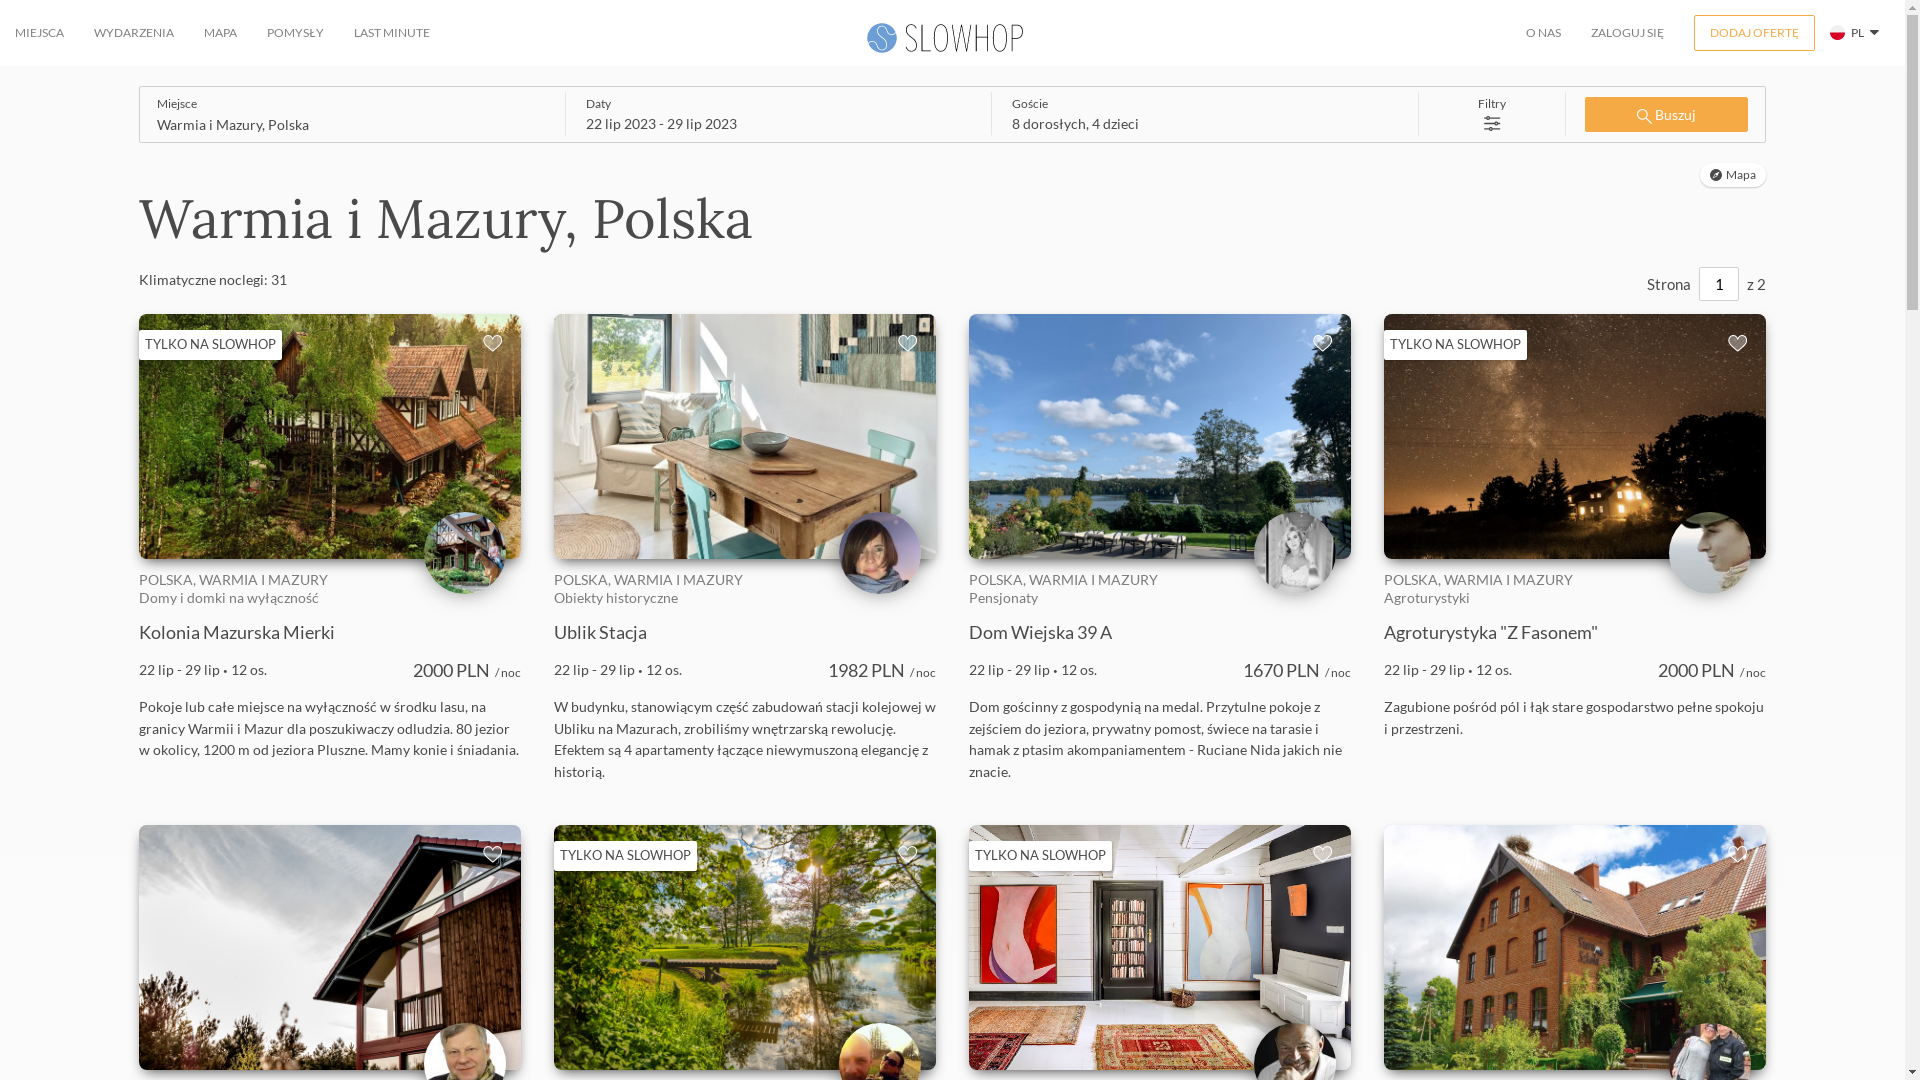 MIEJSCA
WYDARZENIA
MAPA
POMYSŁY
LAST MINUTE
SLOWHOP
O NAS
ZALOGUJ SIĘ
DODAJ OFERTĘ
PL
Miejsce
Warmia i Mazury, Polska
Daty
22 lip 2023 - 29 lip 2023
Goście
8 dorosłych, 4 dzieci
Filtry
Buszuj
Mapa
Warmia i Mazury, Polska
Klimatyczne noclegi: 31
Strona 1 z 2
TYLKO NA SLOWHOP
POLSKA, WARMIA I MAZURY
Domy i domki na wyłączność
Kolonia Mazurska Mierki
22 lip - 29 lip • 12 os.
2000 PLN / noc
Pokoje lub całe miejsce na wyłączność w środku lasu, na
granicy Warmii i Mazur dla poszukiwaczy odludzia. 80 jezior
w okolicy, 1200 m od jeziora Pluszne. Mamy konie i śniadania.
POLSKA, WARMIA I MAZURY
Obiekty historyczne
Ublik Stacja
22 lip - 29 lip • 12 os.
1982 PLN / noc
W budynku, stanowiącym część zabudowań stacji kolejowej w
Ubliku na Mazurach, zrobiliśmy wnętrzarską rewolucję.
Efektem są 4 apartamenty łączące niewymuszoną elegancję z
historią.
POLSKA, WARMIA I MAZURY
Pensjonaty
Dom Wiejska 39 A
22 lip - 29 lip • 12 os.
1670 PLN / noc
Dom gościnny z gospodynią na medal. Przytulne pokoje z
zejściem do jeziora, prywatny pomost, świece na tarasie i
hamak z ptasim akompaniamentem - Ruciane Nida jakich nie
znacie.
TYLKO NA SLOWHOP
POLSKA, WARMIA I MAZURY
Agroturystyki
Agroturystyka "Z Fasonem"
22 lip - 29 lip • 12 os.
2000 PLN / noc
Zagubione pośród pól i łąk stare gospodarstwo pełne spokoju
i przestrzeni.
TYLKO NA SLOWHOP
TYLKO NA SLOWHOP